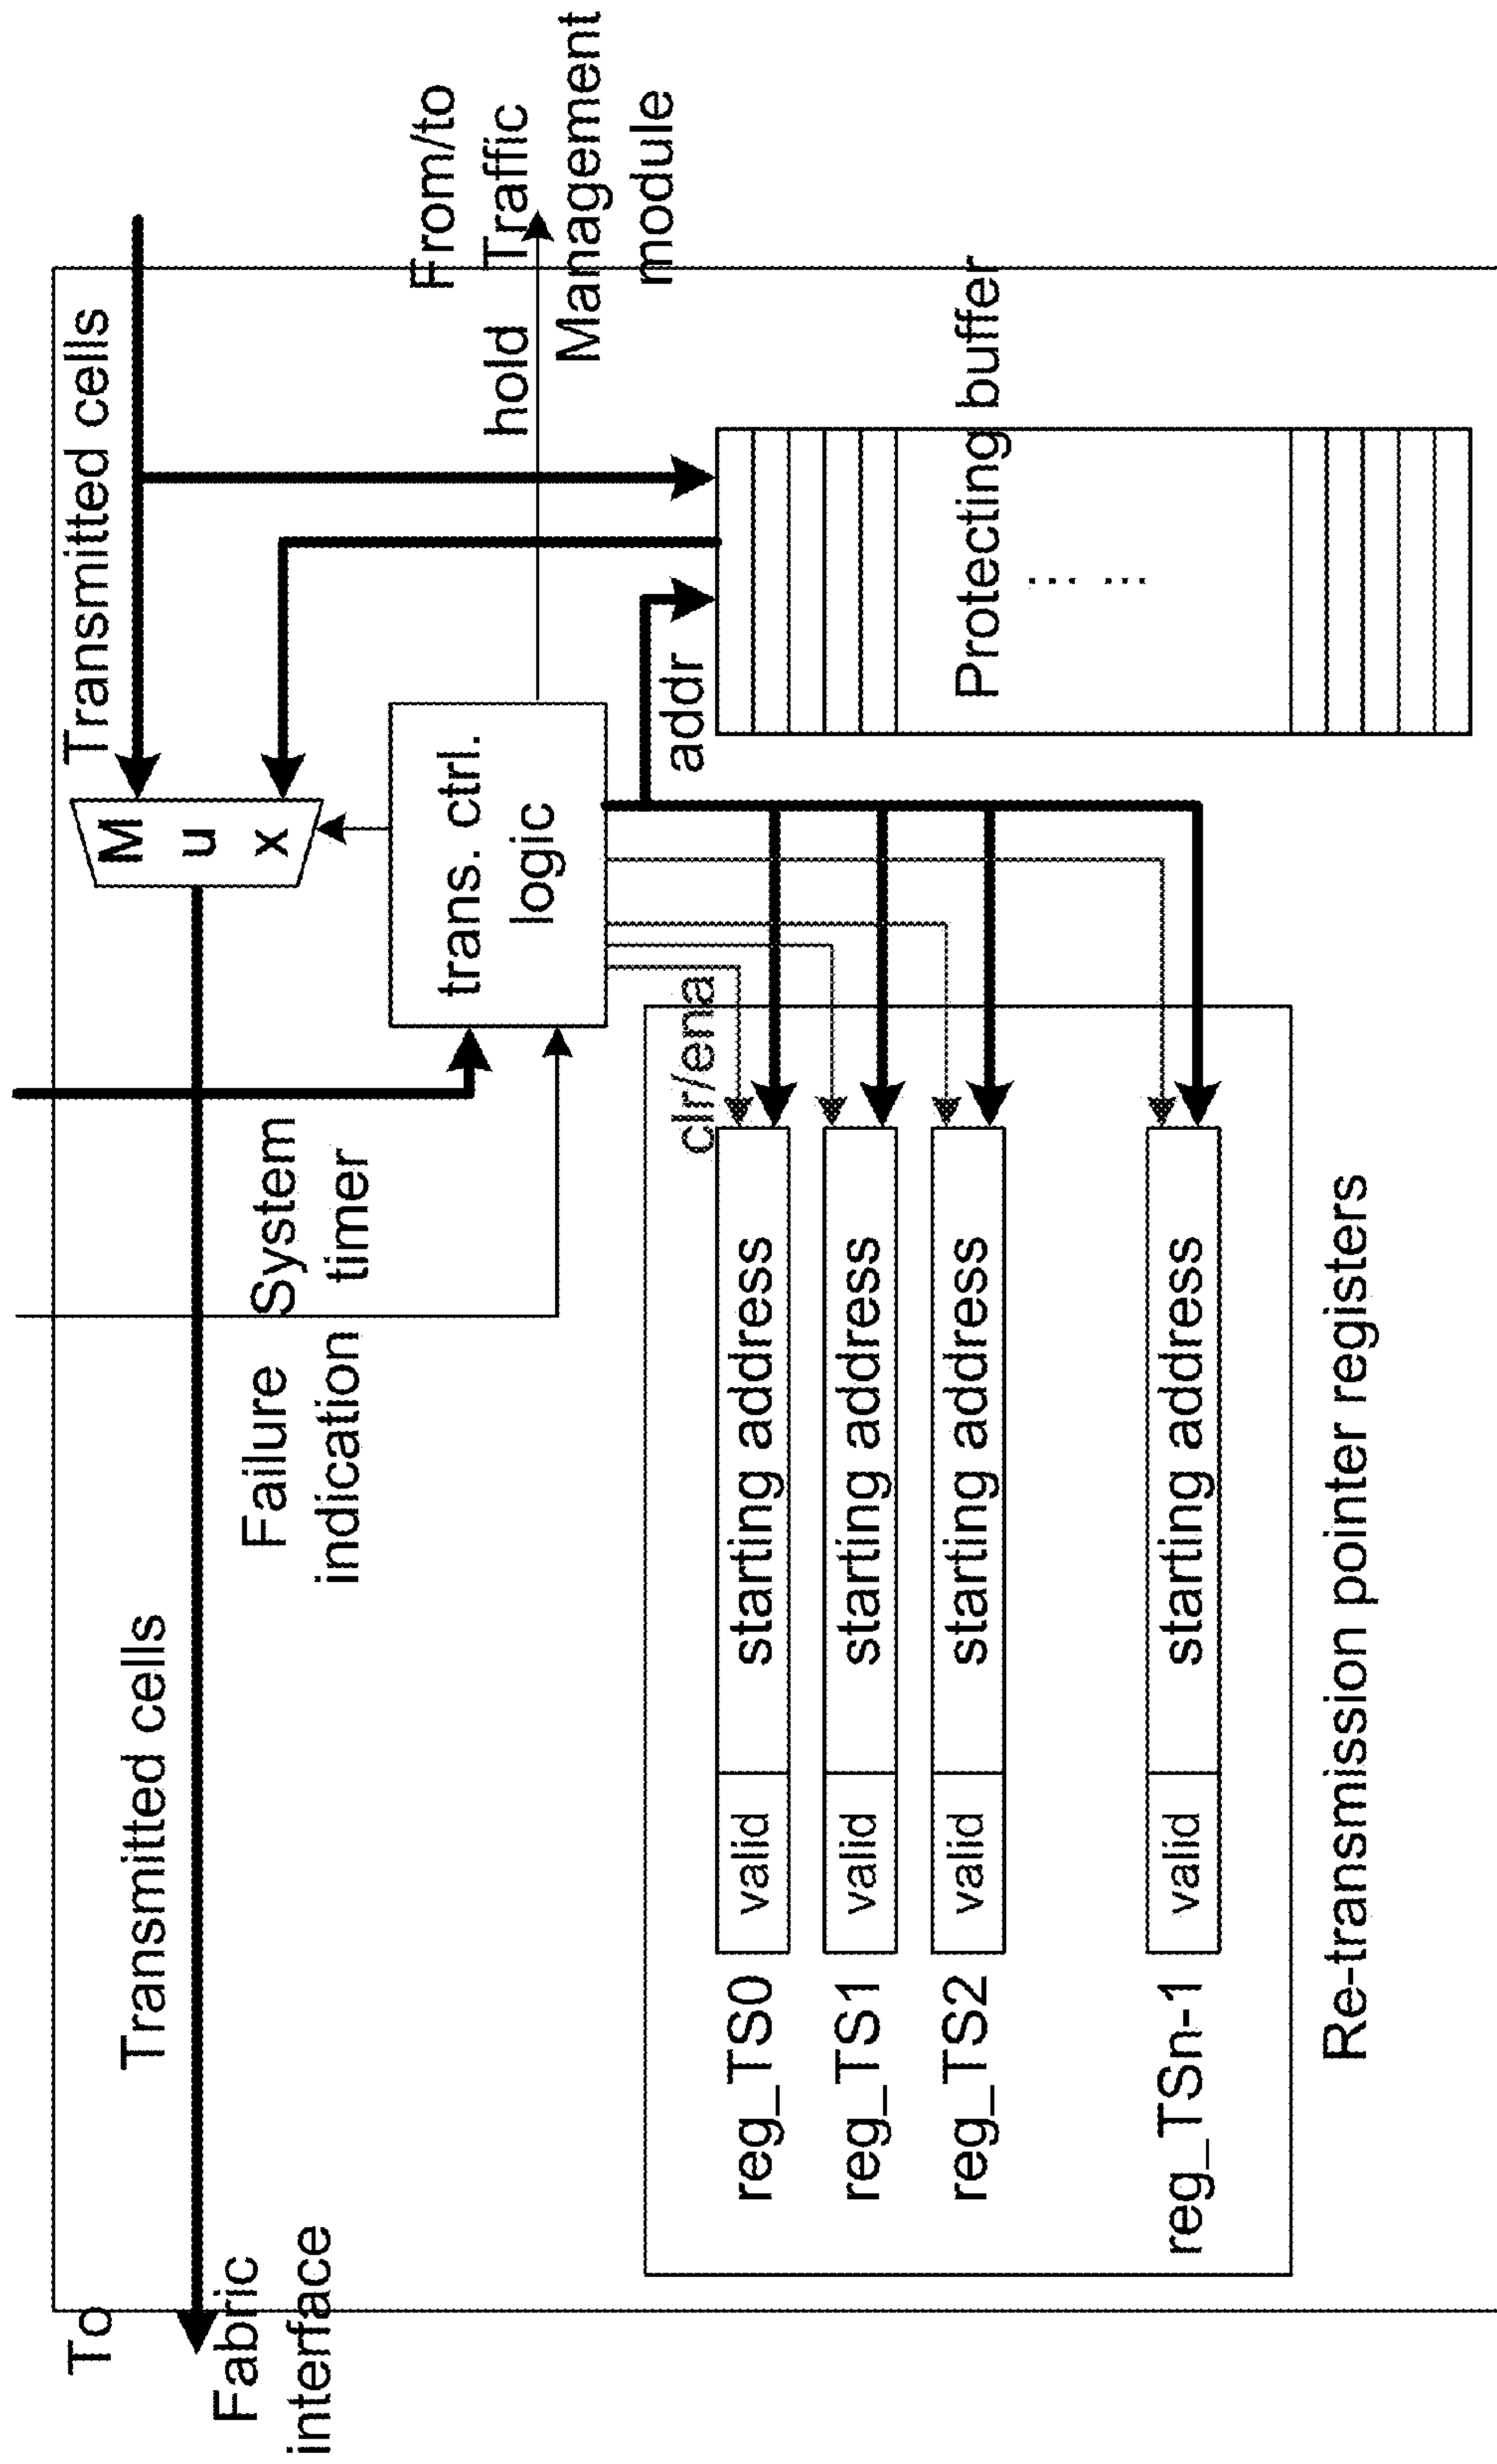 To
Fabric
interface
Transmitted cells
Failure
indication
System
timer
M
u
x
Transmitted cells
trans. ctrl.
logic
hold
From/to
Traffic
Management
module
clr/ena
addr
reg_TS0
valid
starting address
reg_TS1
valid
starting address
reg_TS2
valid
starting address
reg_TSn-1
valid
starting address
Re-transmission pointer registers
Protecting buffer
... ...